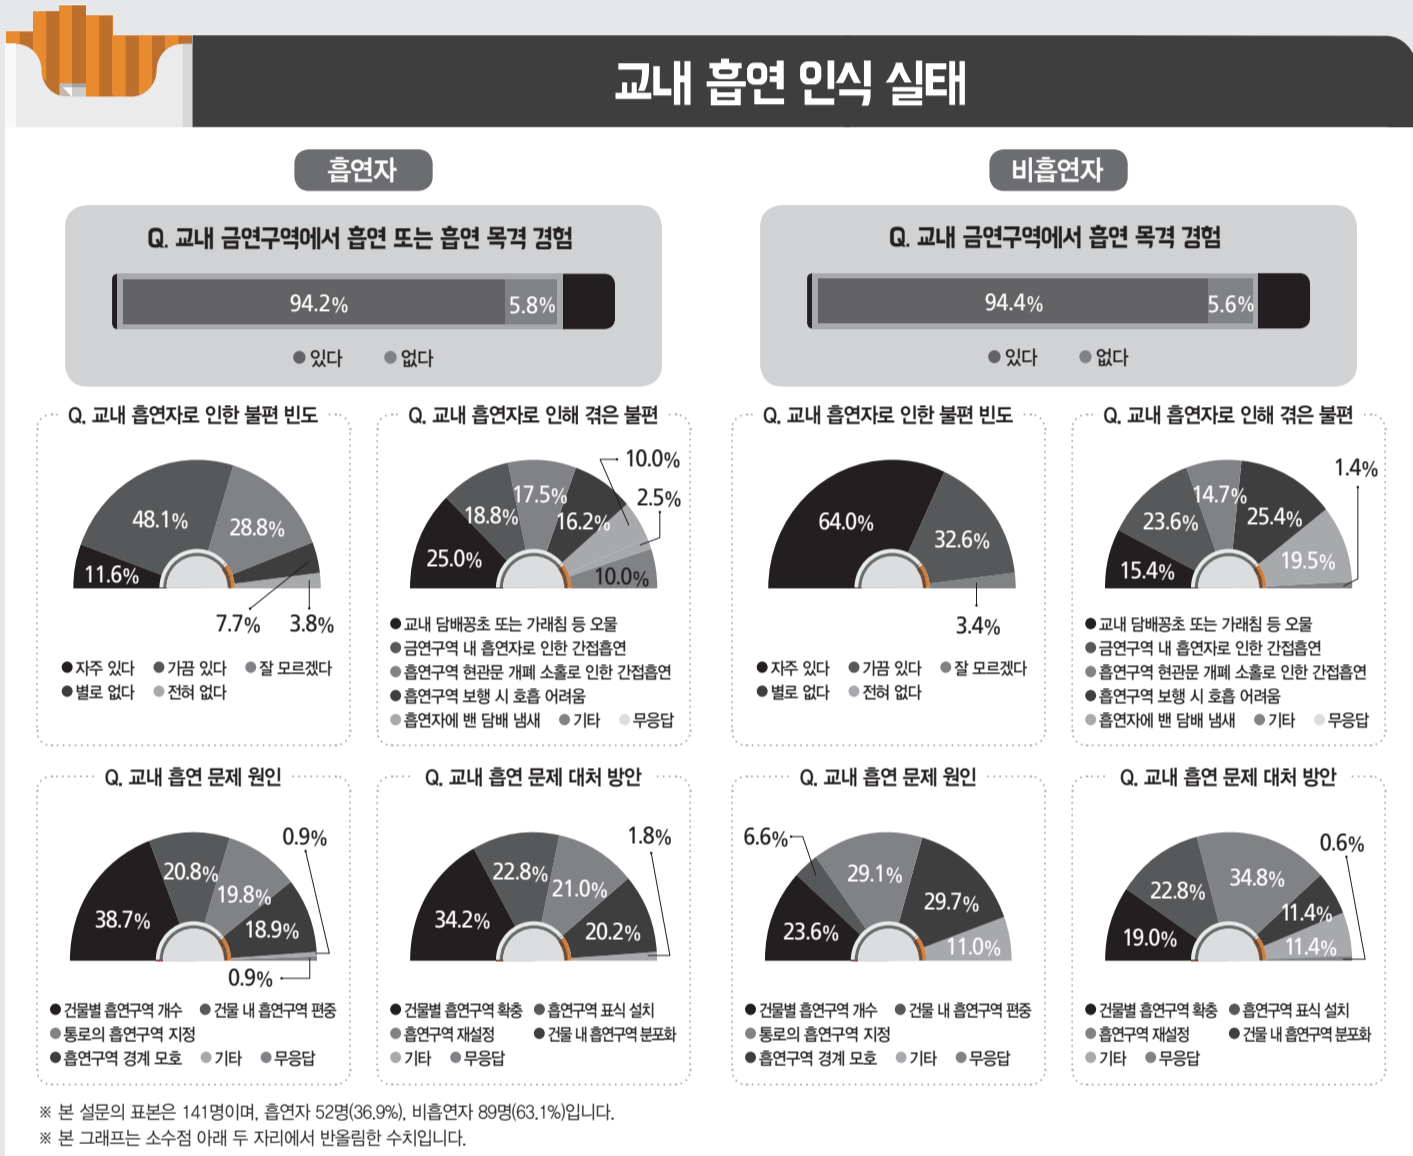 교내 흡연 인식 실태
흡연자
Q. 교내 금연구역에서 흡연 또는 흡연 목격 경험
94.2% 5.8%
● 있다 ● 없다
Q. 교내 흡연자로 인한 불편 빈도
11.6% 48.1% 28.8% 7.7% 3.8%
● 자주 있다 ● 가끔 있다 ● 잘 모르겠다
● 별로 없다 ● 전혀 없다
Q. 교내 흡연자로 인해 겪은 불편
25.0% 18.8% 17.5% 16.2% 10.0% 2.5% 10.0%
● 교내 담배꽁초 또는 가래침 등 오물
● 금연구역 내 흡연자로 인한 간접흡연
● 흡연구역 현관문 개폐 소홀로 인한 간접흡연
● 흡연구역 보행 시 호흡 어려움
● 흡연자에 밴 담배 냄새 ● 기타 ● 무응답
Q. 교내 흡연 문제 원인
38.7% 20.8% 19.8% 18.9% 0.9% 0.9%
● 건물별 흡연구역 개수 ● 건물 내 흡연구역 편중
● 통로의 흡연구역 지정
● 흡연구역 경계 모호 ● 기타 ● 무응답
Q. 교내 흡연 문제 대처 방안
34.2% 22.8% 21.0% 20.2% 1.8%
● 건물별 흡연구역 확충 ● 흡연구역 표식 설치
● 흡연구역 재설정 ● 건물 내 흡연구역 분포화
● 기타 ● 무응답
비흡연자
Q. 교내 금연구역에서 흡연 목격 경험
94.4% 5.6%
● 있다 ● 없다
Q. 교내 흡연자로 인한 불편 빈도
64.0% 32.6% 3.4%
● 자주 있다 ● 가끔 있다 ● 잘 모르겠다
● 별로 없다 ● 전혀 없다
Q. 교내 흡연자로 인해 겪은 불편
15.4% 23.6% 14.7% 25.4% 19.5% 1.4%
● 교내 담배꽁초 또는 가래침 등 오물
● 금연구역 내 흡연자로 인한 간접흡연
● 흡연구역 현관문 개폐 소홀로 인한 간접흡연
● 흡연구역 보행 시 호흡 어려움
● 흡연자에 밴 담배 냄새 ● 기타 ● 무응답
Q. 교내 흡연 문제 원인
23.6% 6.6% 29.1% 29.7% 11.0%
● 건물별 흡연구역 개수 ● 건물 내 흡연구역 편중
● 통로의 흡연구역 지정
● 흡연구역 경계 모호 ● 기타 ● 무응답
Q. 교내 흡연 문제 대처 방안
19.0% 22.8% 34.8% 11.4% 11.4% 0.6%
● 건물별 흡연구역 확충 ● 흡연구역 표식 설치
● 흡연구역 재설정 ● 건물 내 흡연구역 분포화
● 기타 ● 무응답
※ 본 설문의 표본은 141명이며, 흡연자 52명(36.9%), 비흡연자 89명(63.1%)입니다.
※ 본 그래프는 소수점 아래 두 자리에서 반올림한 수치입니다.